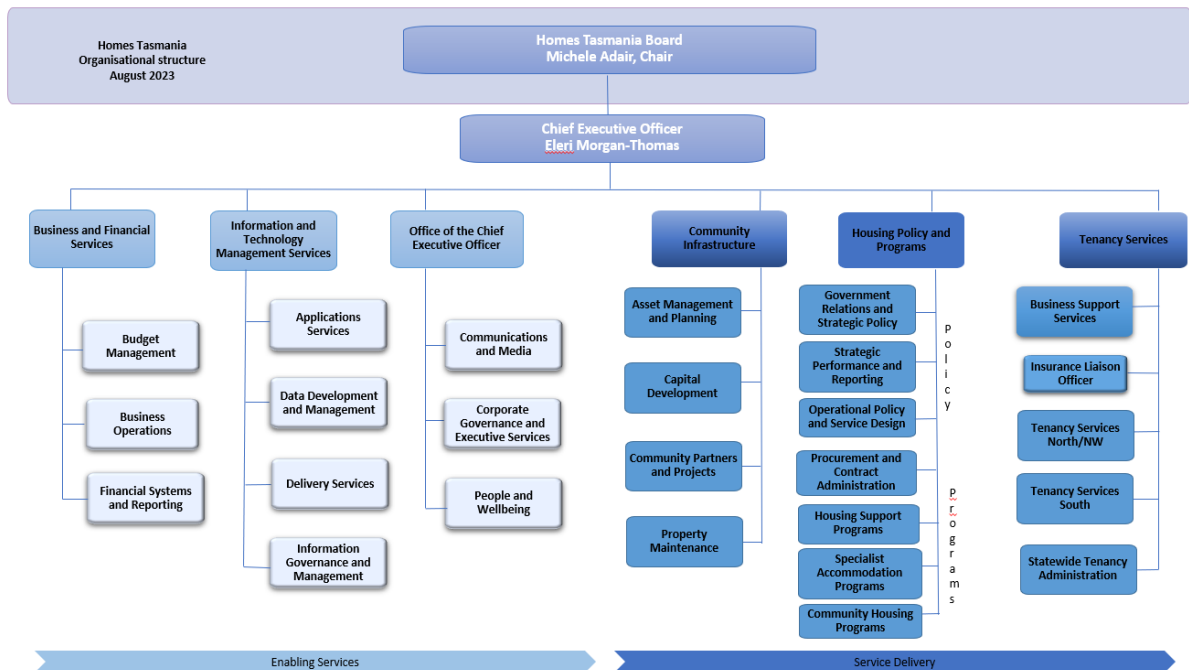 Homes Tasmania
Organisational structure
August 2023
Homes Tasmania Board
Michele Adair, Chair
Chief Executive Officer
Eleri Morgan-Thomas
Business and Financial
Services
Budget
Management
Business
Operations
Financial Systems
and Reporting
Information and
Technology
Management Services
Applications
Services
Data Development
and Management
Delivery Services
Information
Governance and
Management
Office of the Chief
Executive Officer
Communications
and Media
Corporate
Governance and
Executive Services
People and
Wellbeing
Community
Infrastructure
Asset Management
and Planning
Capital
Development
Community Partners
and Projects
Property
Maintenance
Housing Policy and
Programs
Policy
Government
Relations and
Strategic Policy
Strategic
Performance and
Reporting
Operational Policy
and Service Design
Programs
Procurement and
Contract
Administration
Housing Support
Programs
Specialist
Accommodation
Programs
Community Housing
Programs
Tenancy Services
Business Support
Services
Insurance Liaison
Officer
Tenancy Services
North/NW
Tenancy Services
South
Statewide Tenancy
Administration
Enabling Services
Service Delivery